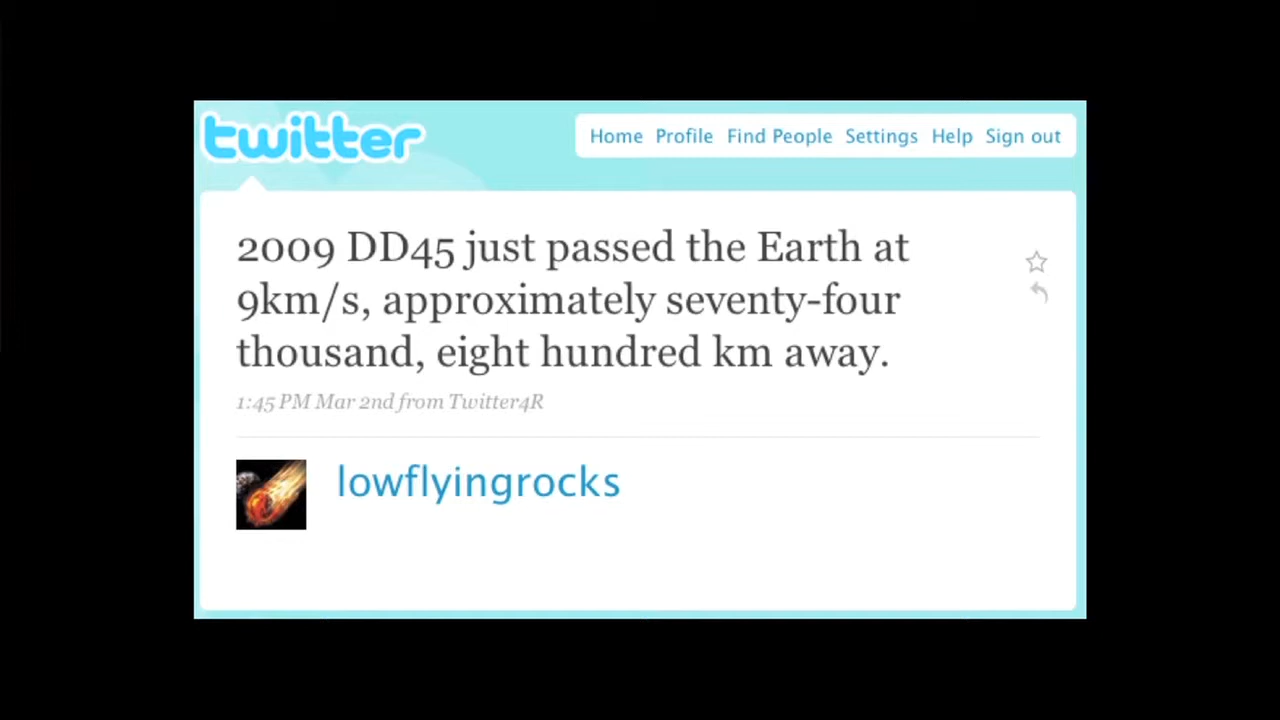 twitter
Home Profile Find People Settings Help Sign out
2009 DD45 just passed the Earth at
9km/s, approximately seventy-four
thousand, eight hundred km away.
1:45 PM Mar 2nd from Twitter4R
lowflyingrocks